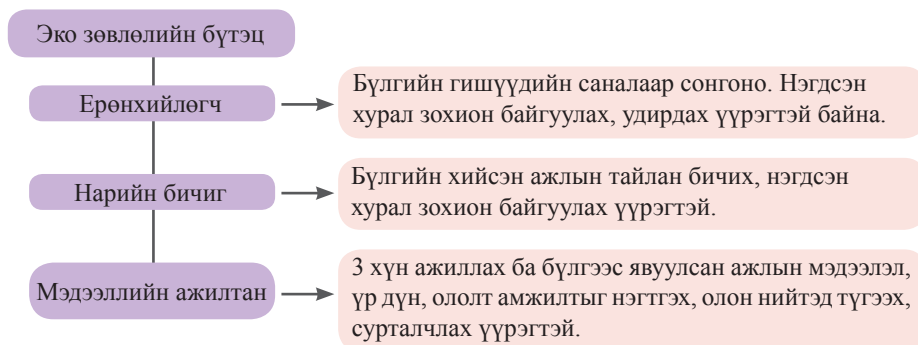 Эко зөвлөлийн бүтэц
Ерөнхийлөгч
Бүлгийн гишүүдийн саналаар сонгоно. Нэгдсэн
хурал зохион байгуулах, удирдах үүрэгтэй байна.
Нарийн бичиг
Бүлгийн хийсэн ажлын тайлан бичих, нэгдсэн
хурал зохион байгуулах үүрэгтэй.
Мэдээллийн ажилтан
3 хүн ажиллах ба бүлгээс явуулсан ажлын мэдээлэл,
үр дүн, ололт амжилтыг нэгтгэх, олон нийтэд түгээх,
сурталчлах үүрэгтэй.